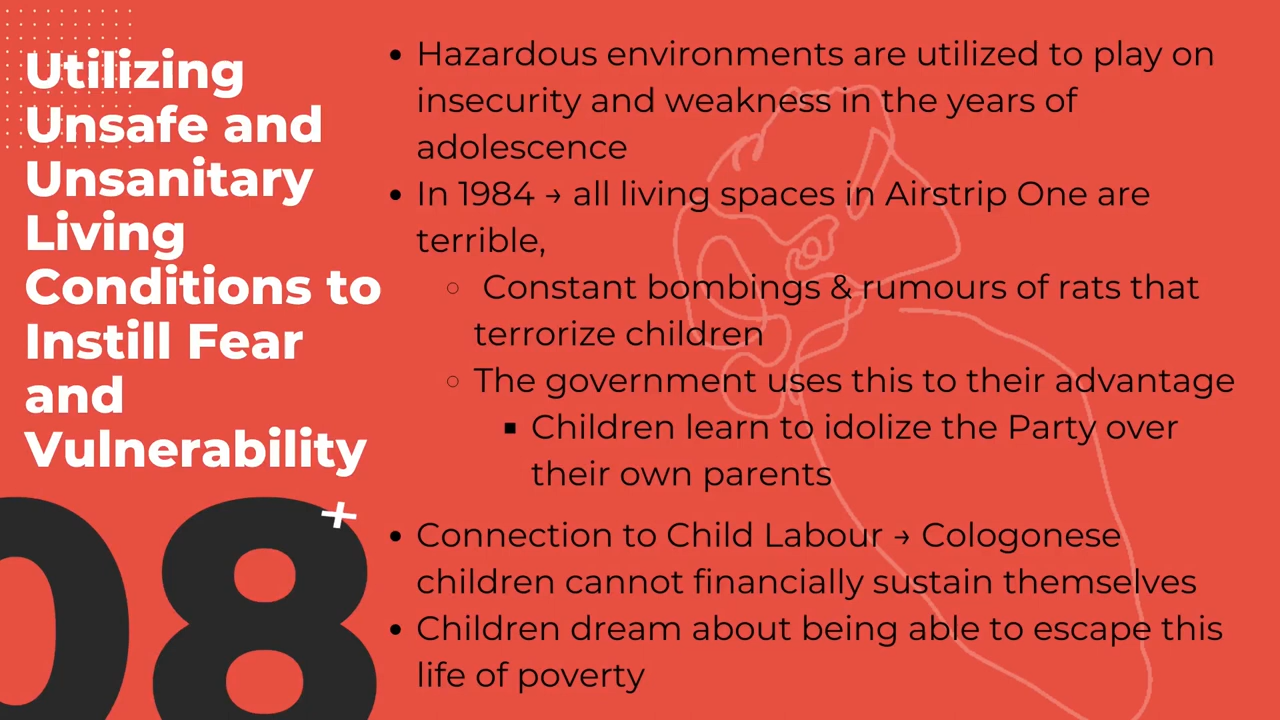 Utilizing
Unsafe and
Unsanitary
Living
Conditions to
Instill Fear
and
Vulnerability
08
+
• Hazardous environments are utilized to play on
insecurity and weakness in the years of
adolescence
• In 1984 → all living spaces in Airstrip One are
terrible,
○ Constant bombings & rumours of rats that
terrorize children
○ The government uses this to their advantage
▪ Children learn to idolize the Party over
their own parents
• Connection to Child Labour → Cologonese
children cannot financially sustain themselves
• Children dream about being able to escape this
life of poverty